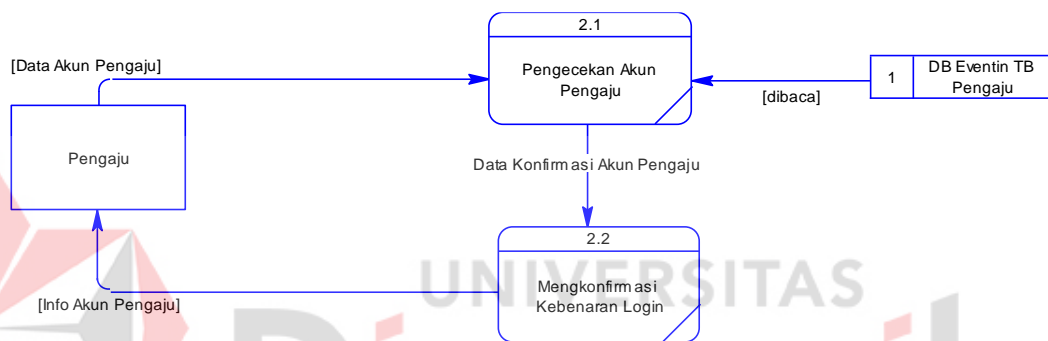 2.1
[Data Akun Pengaju]
Pengecekan Akun
Pengaju
1
DB Eventin TB
Pengaju
[dibaca]
Pengaju
Data Konfirmasi Akun Pengaju
2.2
UNIVERSITAS
Mengkonfirmasi
Kebenaran Login
[Info Akun Pengaju]